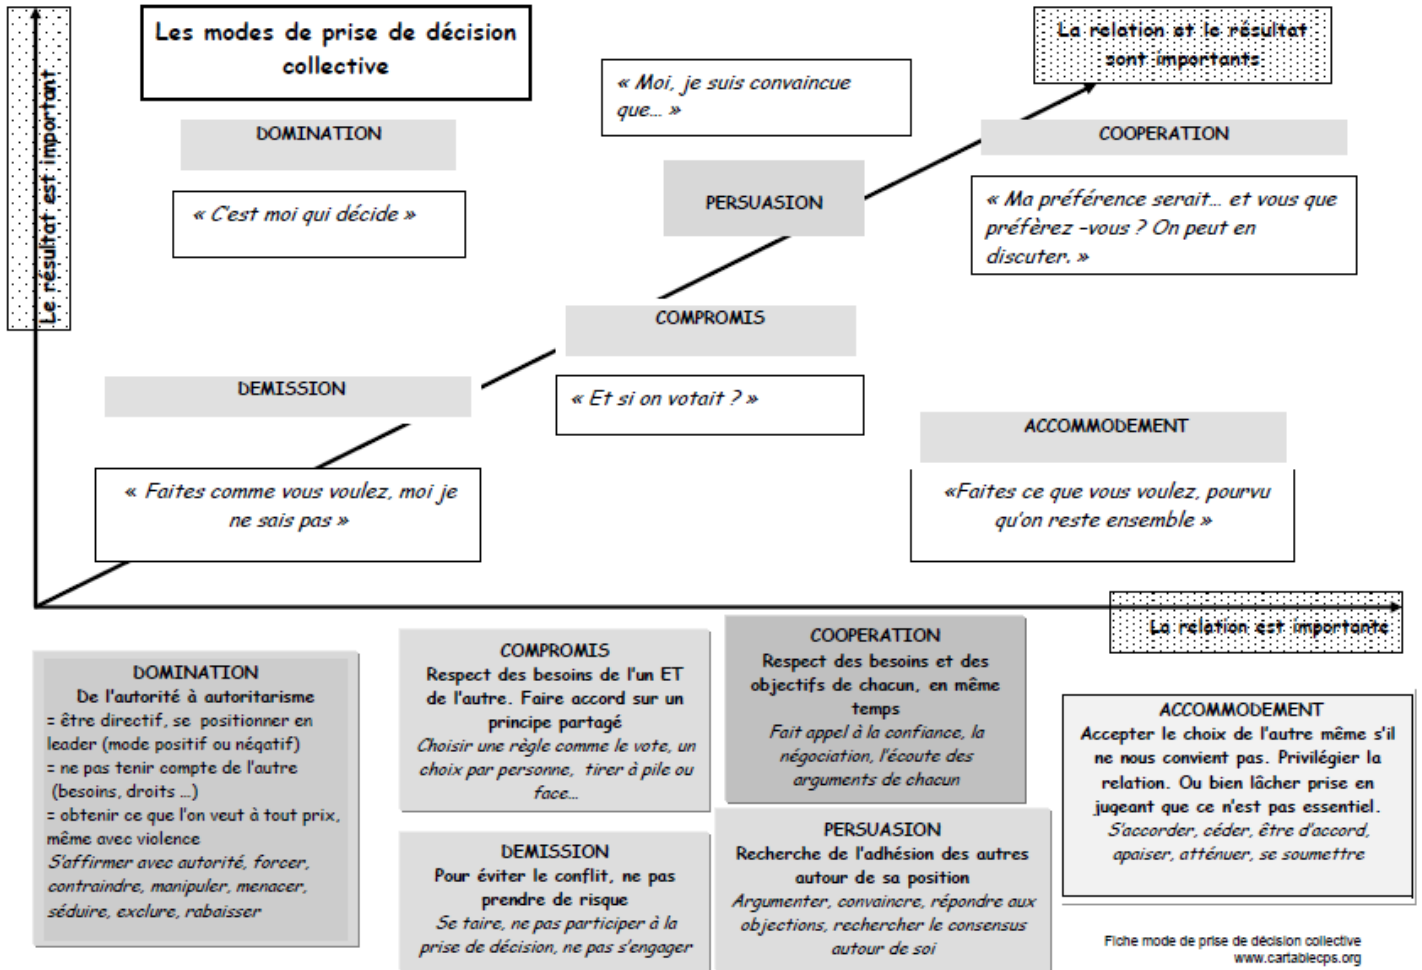 Les modes de prise de décision
collective
La relation et le résultat
sont importants
Le résultat est important
« Moi, je suis convaincue
que... »
DOMINATION
COOPERATION
« C'est moi qui décide »
PERSUASION
« Ma préférence serait... et vous que
préfèrez -vous ? On peut en
discuter. »
COMPROMIS
DEMISSION
« Et si on votait ? »
ACCOMMODEMENT
« Faites comme vous voulez, moi je
ne sais pas »
«Faites ce que vous voulez, pourvu
qu'on reste ensemble »
La relation est importante
DOMINATION
De l'autorité à autoritarisme
= être directif, se positionner en
leader (mode positif ou négatif)
= ne pas tenir compte de l'autre
(besoins, droits ...)
= obtenir ce que l'on veut à tout prix,
même avec violence
S'affirmer avec autorité, forcer,
contraindre, manipuler, menacer,
séduire, exclure, rabaisser
COMPROMIS
Respect des besoins de l'un ET
de l'autre. Faire accord sur un
principe partagé
Choisir une règle comme le vote, un
choix par personne, tirer à pile ou
face...
DEMISSION
Pour éviter le conflit, ne pas
prendre de risque
Se taire, ne pas participer à la
prise de décision, ne pas s'engager
COOPERATION
Respect des besoins et des
objectifs de chacun, en même
temps
Fait appel à la confiance, la
négociation, l'écoute des
arguments de chacun
PERSUASION
Recherche de l'adhésion des autres
autour de sa position
Argumenter, convaincre, répondre aux
objections, rechercher le consensus
autour de soi
ACCOMMODEMENT
Accepter le choix de l'autre même s'il
ne nous convient pas. Privilégier la
relation. Ou bien lâcher prise en
jugeant que ce n'est pas essentiel.
S'accorder, céder, être d'accord,
apaiser, atténuer, se soumettre
Fiche mode de prise de décision collective
www.cartablecps.org